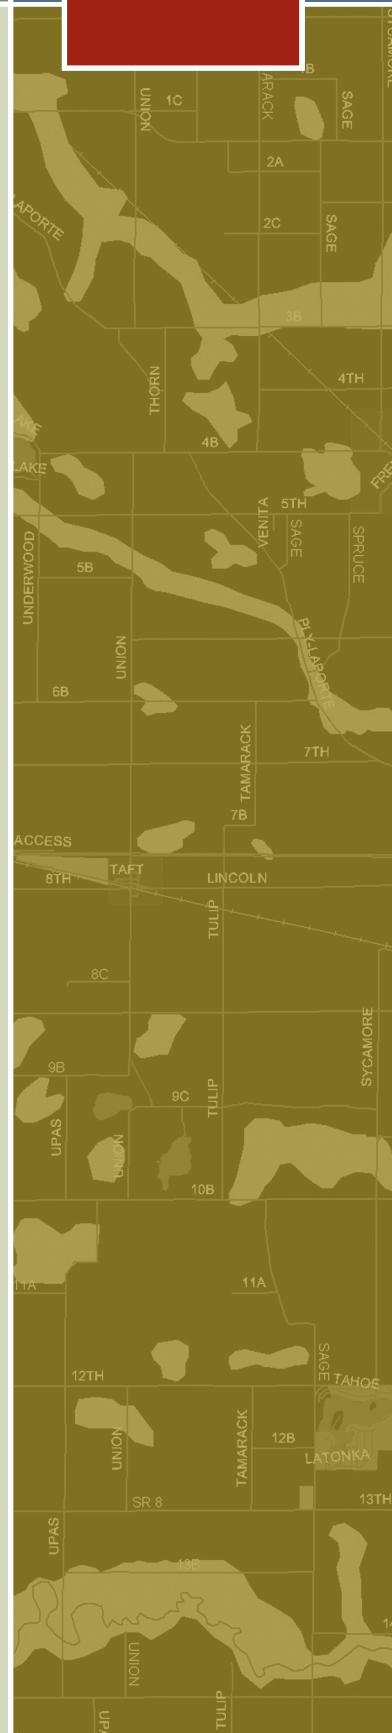 SYCAMORE
1C
UNION
SAGE
2A
LAPORTE
2C
SAGE
3B
THORN
4TH
4B
LAKE
5TH
VENITA
SAGE
SPRUCE
UNDERWOOD
5B
PLY-LAPORTE
UNION
6B
TAMARACK
7TH
7B
ACCESS
TAFT
8TH
LINCOLN
TULIP
8C
SYCAMORE
9B
9C
TULIP
UPAS
UNION
10B
11A
11A
SAGE
12TH
TAHOE
UNION
TAMARACK
12B
LATONKA
SR 8
13TH
UPAS
13B
UNION
TULIP